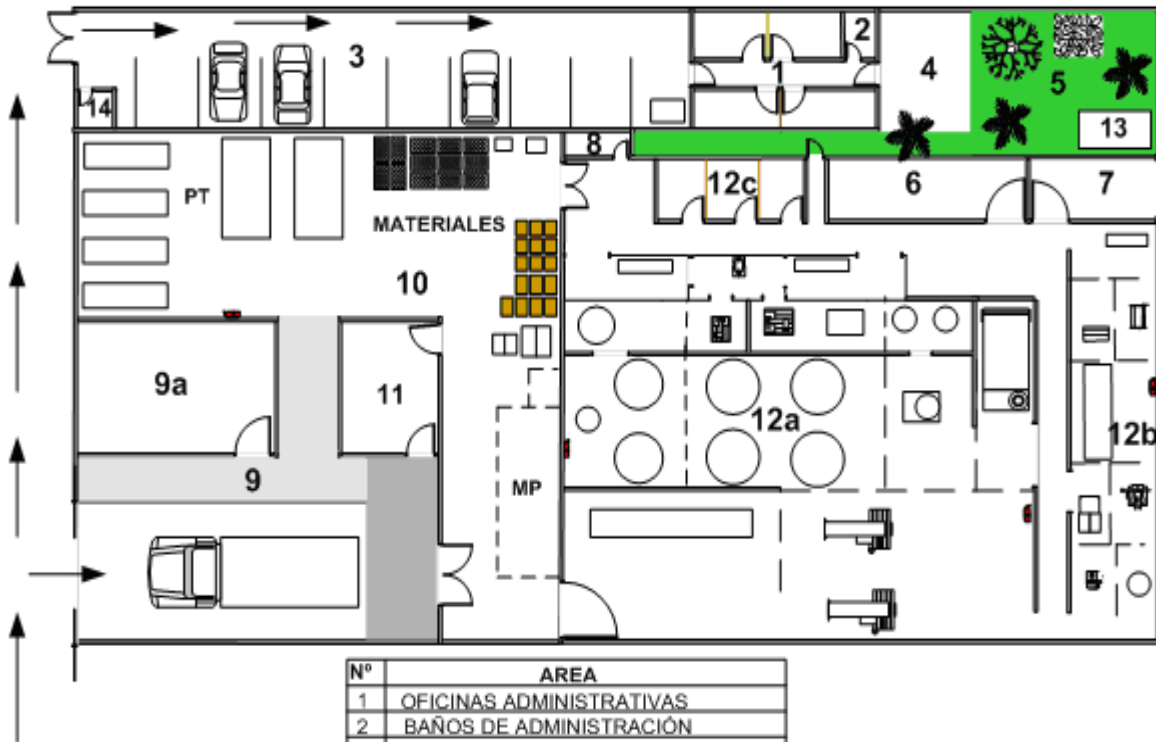 2
3
1
4
5
14
13
8
PT
12c
6
7
MATERIALES
10
9a
11
12a
12b
9
MP
Nº AREA
1 OFICINAS ADMINISTRATIVAS
2 BAÑOS DE ADMINISTRACIÓN